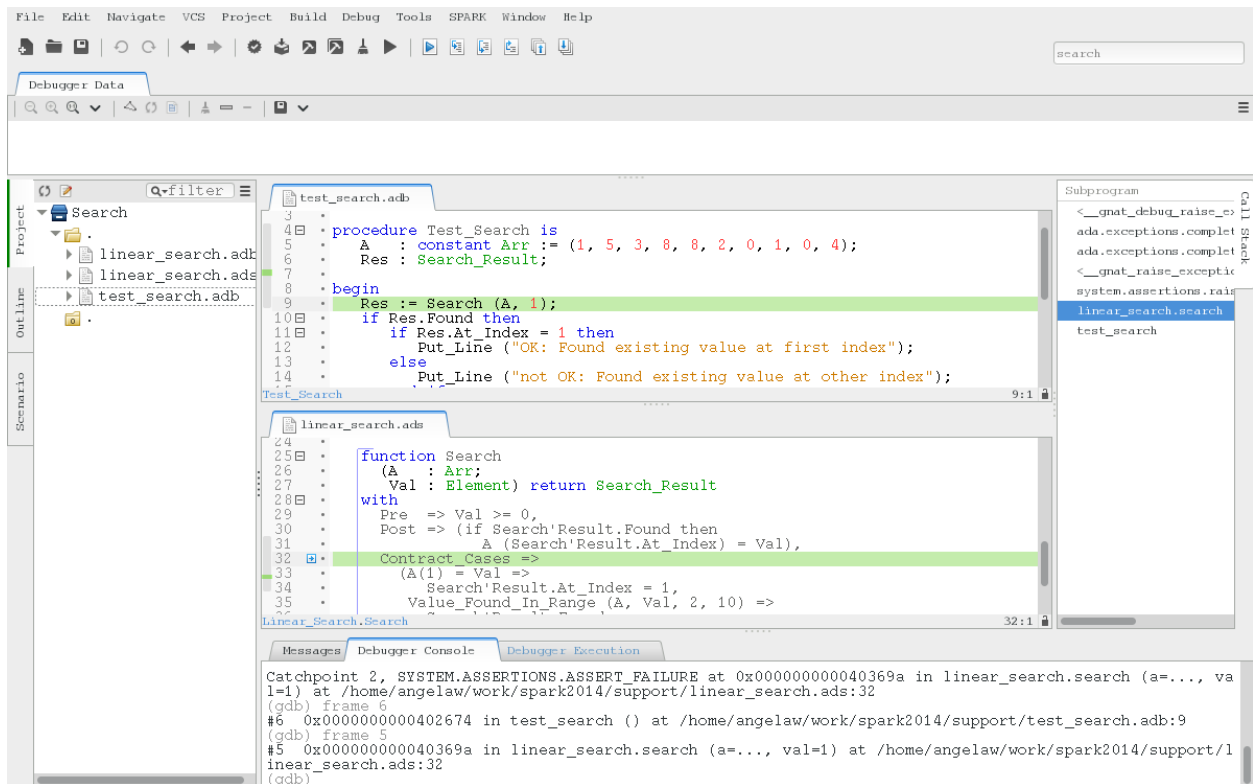 File Edit Navigate VCS Project Build Debug Tools SPARK Window Help
search
Debugger Data
filter
Project
Outline
Scenario
Search
.
linear_search.adb
linear_search.ads
test_search.adb
.
test_search.adb
3
4 procedure Test_Search is
5 A : constant Arr := (1, 5, 3, 8, 8, 2, 0, 1, 0, 4);
6 Res : Search_Result;
7
8 begin
9 Res := Search (A, 1);
10 if Res.Found then
11 if Res.At_Index = 1 then
12 Put_Line ("OK: Found existing value at first index");
13 else
14 Put_Line ("not OK: Found existing value at other index");
Test_Search 9:1
linear_search.ads
24
25 function Search
26 (A : Arr;
27 Val : Element) return Search_Result
28 with
29 Pre => Val >= 0,
30 Post => (if Search'Result.Found then
31 A (Search'Result.At_Index) = Val),
32 Contract_Cases =>
33 (A(1) = Val =>
34 Search'Result.At_Index = 1,
35 Value_Found_In_Range (A, Val, 2, 10) =>
Linear_Search.Search 32:1
Subprogram
<__gnat_debug_raise_ex
ada.exceptions.complet
ada.exceptions.complet
<__gnat_raise_exceptic
system.assertions.rais
linear_search.search
test_search
Call Stack
Messages Debugger Console Debugger Execution
Catchpoint 2, SYSTEM.ASSERTIONS.ASSERT_FAILURE at 0x000000000040369a in linear_search.search (a=..., va
l=1) at /home/angelaw/work/spark2014/support/linear_search.ads:32
(gdb) frame 6
#6 0x0000000000402674 in test_search () at /home/angelaw/work/spark2014/support/test_search.adb:9
(gdb) frame 5
#5 0x000000000040369a in linear_search.search (a=..., val=1) at /home/angelaw/work/spark2014/support/l
inear_search.ads:32
(gdb)